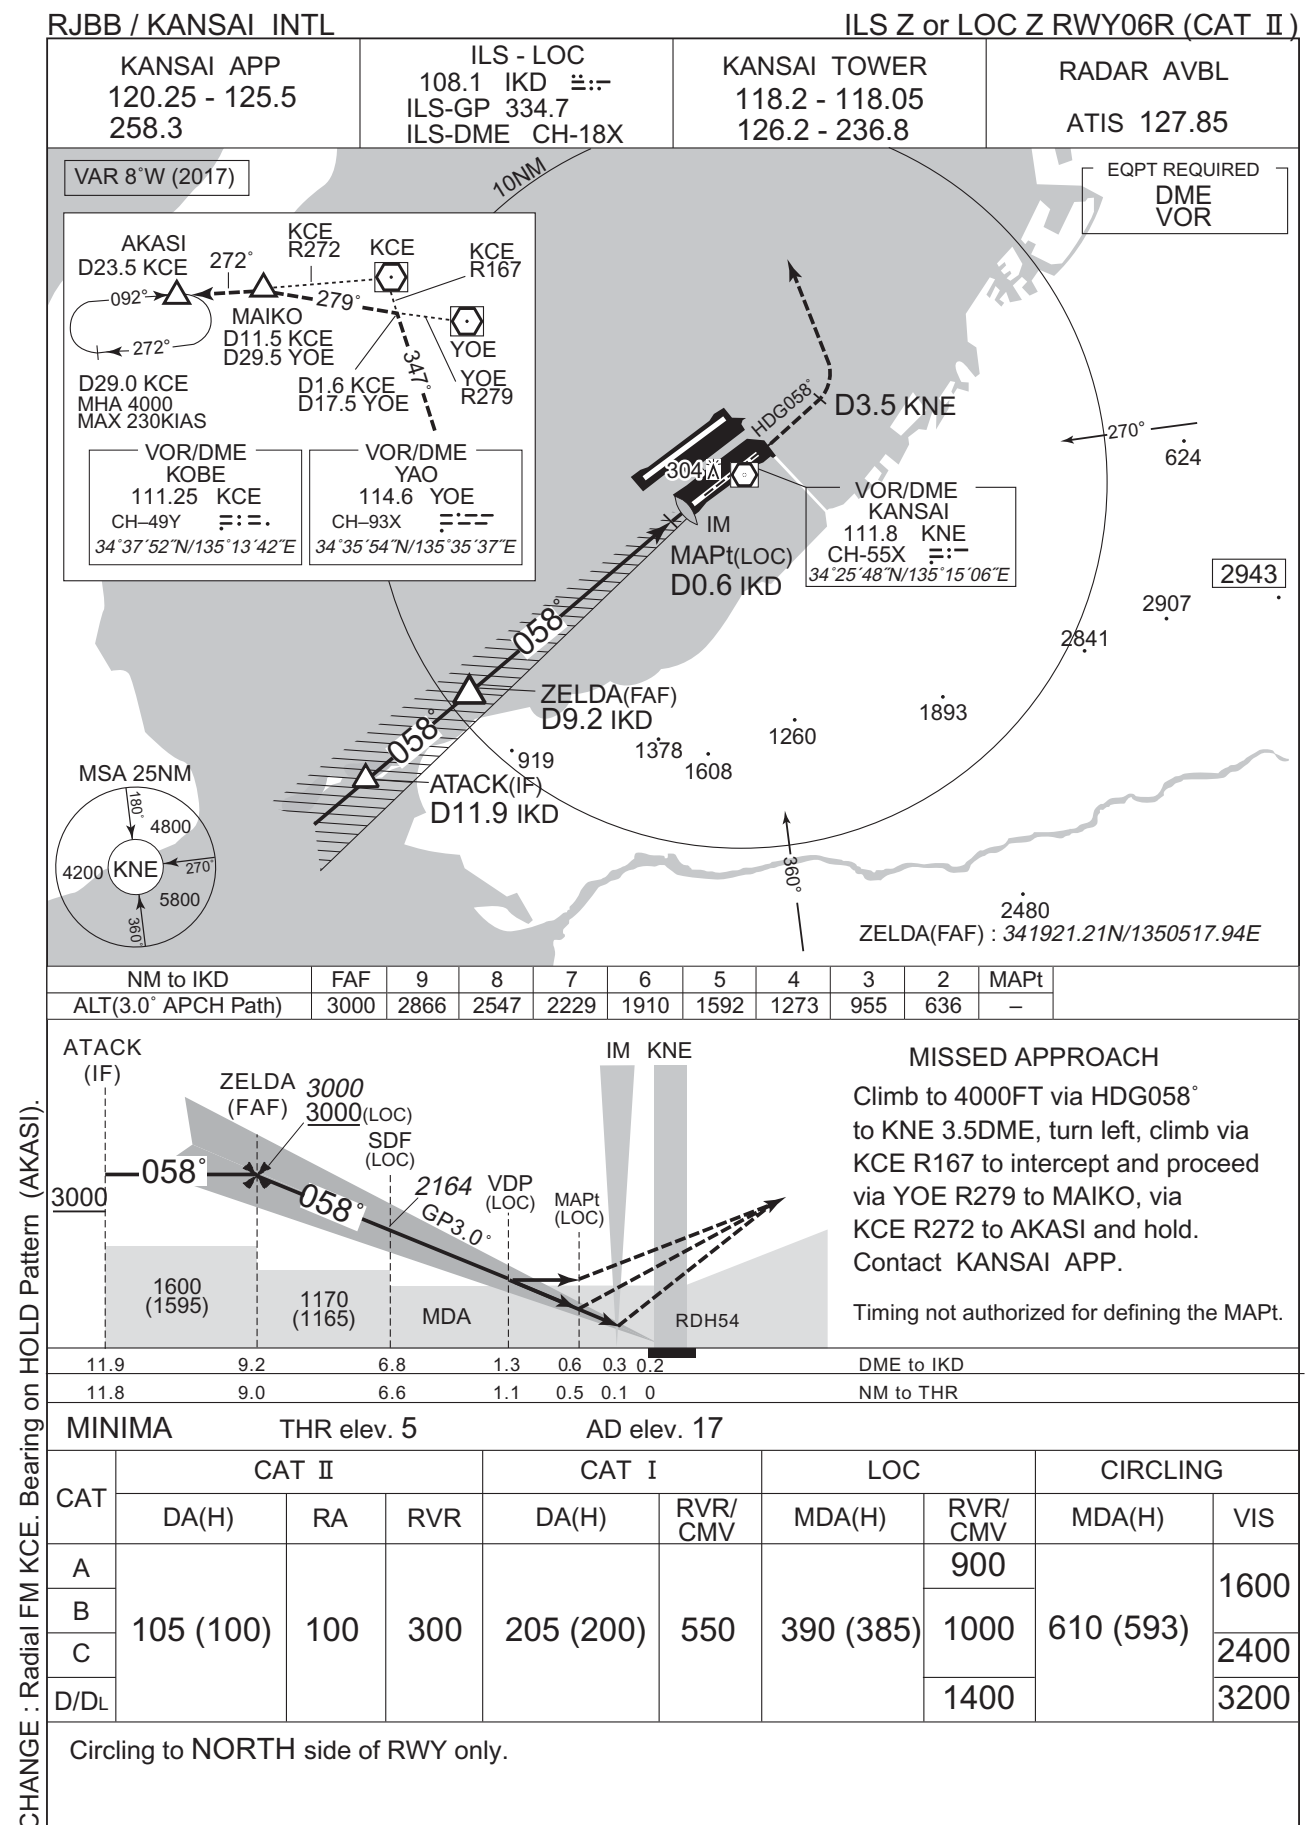 RJBB / KANSAI INTL
ILS Z or LOC Z RWY06R (CAT Ⅱ)
KANSAI APP
120.25 - 125.5
258.3
ILS - LOC
108.1 IKD
ILS-GP 334.7
ILS-DME CH-18X
KANSAI TOWER
118.2 - 118.05
126.2 - 236.8
RADAR AVBL
ATIS 127.85
VAR 8°W (2017)
10NM
EQPT REQUIRED
DME
VOR
AKASI
D23.5 KCE
272°
KCE
R272
KCE
KCE
R167
092°
279°
MAIKO
D11.5 KCE
D29.5 YOE
272°
YOE
347°
D29.0 KCE
MHA 4000
MAX 230KIAS
D1.6 KCE
D17.5 YOE
YOE
R279
VOR/DME
KOBE
111.25 KCE
CH–49Y
34°37´52˝N/135°13´42˝E
VOR/DME
YAO
114.6 YOE
CH–93X
34°35´54˝N/135°35´37˝E
HDG058°
D3.5 KNE
270°
624
304
IM
MAPt(LOC)
D0.6 IKD
VOR/DME
KANSAI
111.8 KNE
CH-55X
34°25´48˝N/135°15´06˝E
2943
2907
2841
058°
ZELDA(FAF)
D9.2 IKD
1893
1260
1378
1608
058°
919
ATACK(IF)
D11.9 IKD
MSA 25NM
180°
4800
4200
KNE
270°
5800
360°
360°
2480
ZELDA(FAF) : 341921.21N/1350517.94E
NM to IKD FAF 9 8 7 6 5 4 3 2 MAPt
ALT(3.0° APCH Path) 3000 2866 2547 2229 1910 1592 1273 955 636 –
ATACK
(IF)
ZELDA
(FAF)
3000
3000(LOC)
SDF
(LOC)
IM KNE
058°
3000
058°
2164
GP3.0°
VDP
(LOC)
MAPt
(LOC)
1600
(1595)
1170
(1165)
MDA
RDH54
MISSED APPROACH
Climb to 4000FT via HDG058°
to KNE 3.5DME, turn left, climb via
KCE R167 to intercept and proceed
via YOE R279 to MAIKO, via
KCE R272 to AKASI and hold.
Contact KANSAI APP.
Timing not authorized for defining the MAPt.
11.9 9.2 6.8 1.3 0.6 0.3 0.2 DME to IKD
11.8 9.0 6.6 1.1 0.5 0.1 0 NM to THR
MINIMA THR elev. 5 AD elev. 17
CAT
CAT Ⅱ
CAT Ⅰ
LOC
CIRCLING
DA(H) RA RVR
DA(H) RVR/
CMV
MDA(H) RVR/
CMV
MDA(H) VIS
A
B
C
D/DL
105 (100) 100 300
205 (200) 550
390 (385)
900
1000
1400
610 (593)
1600
2400
3200
Circling to NORTH side of RWY only.
CHANGE : Radial FM KCE. Bearing on HOLD Pattern (AKASI).